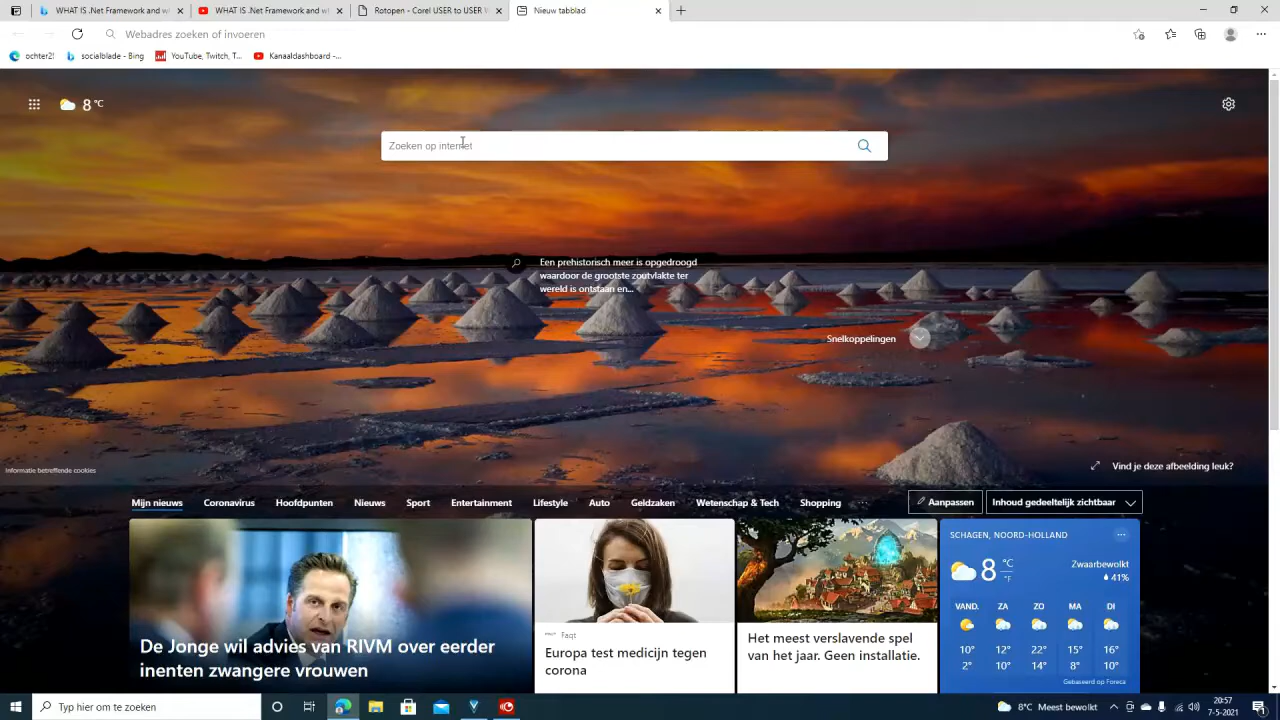 WHAT IS .Net Framework and wi
WHAT IS .Net Framework and wi
Rotopen - Corel USER to USER W
Nieuw tabblad
Webadres zoeken of invoeren
ochter2!
socialblade - Bing
YouTube, Twitch, T...
Kanaaldashboard -...
8 °C
Zoeken op internet
Een prehistorisch meer is opgedroogd
waardoor de grootste zoutvlakte ter
wereld is ontstaan en...
Snelkoppelingen
Informatie betreffende cookies
Vind je deze afbeelding leuk?
Mijn nieuws
Coronavirus
Hoofdpunten
Nieuws
Sport
Entertainment
Lifestyle
Auto
Geldzaken
Wetenschap & Tech
Shopping
Aanpassen
Inhoud gedeeltelijk zichtbaar
De Jonge wil advies van RIVM over eerder
inenten zwangere vrouwen
Faqt
Europa test medicijn tegen
corona
Het meest verslavende spel
van het jaar. Geen installatie.
SCHAGEN, NOORD-HOLLAND
8 °C °F
Zwaarbewolkt
41%
VAND. ZA ZO MA DI
10° 12° 22° 15° 16°
2° 10° 14° 8° 10°
Gebaseerd op Foreca
Typ hier om te zoeken
8°C Meest bewolkt
20:57
7-5-2021